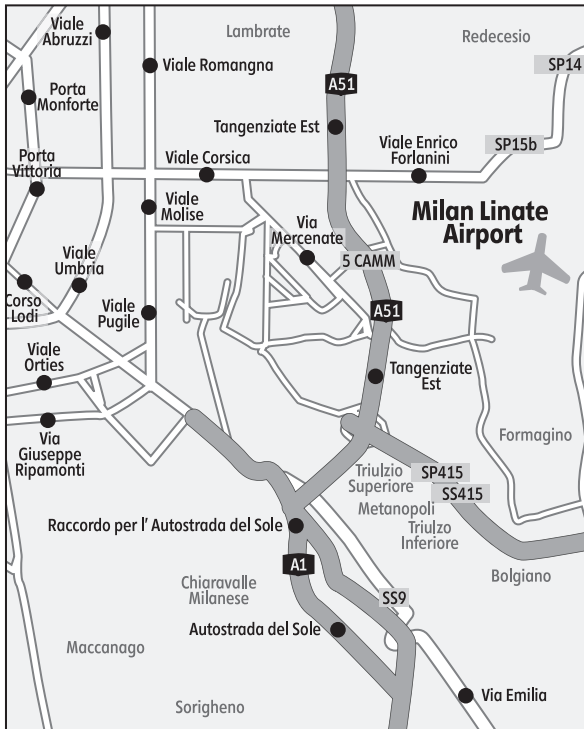 Viale
Abruzzi
Lambrate
Redecesio
Viale Romangna
SP14
A51
Porta
Monforte
Tangenziate Est
SP15b
Viale Enrico
Forlanini
Viale Corsica
Porta
Vittoria
Viale
Molise
Milan Linate
Airport
Via
Mercenate
Viale
Umbria
5 CAMM
Corso
Lodi
Viale
Pugile
A51
Viale
Orties
Tangenziate
Est
Via
Giuseppe
Ripamonti
Formagino
Triulzio
Superiore
SP415
SS415
Metanopoli
Triulzo
Inferiore
Raccordo per l' Autostrada del Sole
A1
Bolgiano
Chiaravalle
Milanese
SS9
Autostrada del Sole
Maccanago
Via Emilia
Sorigheno